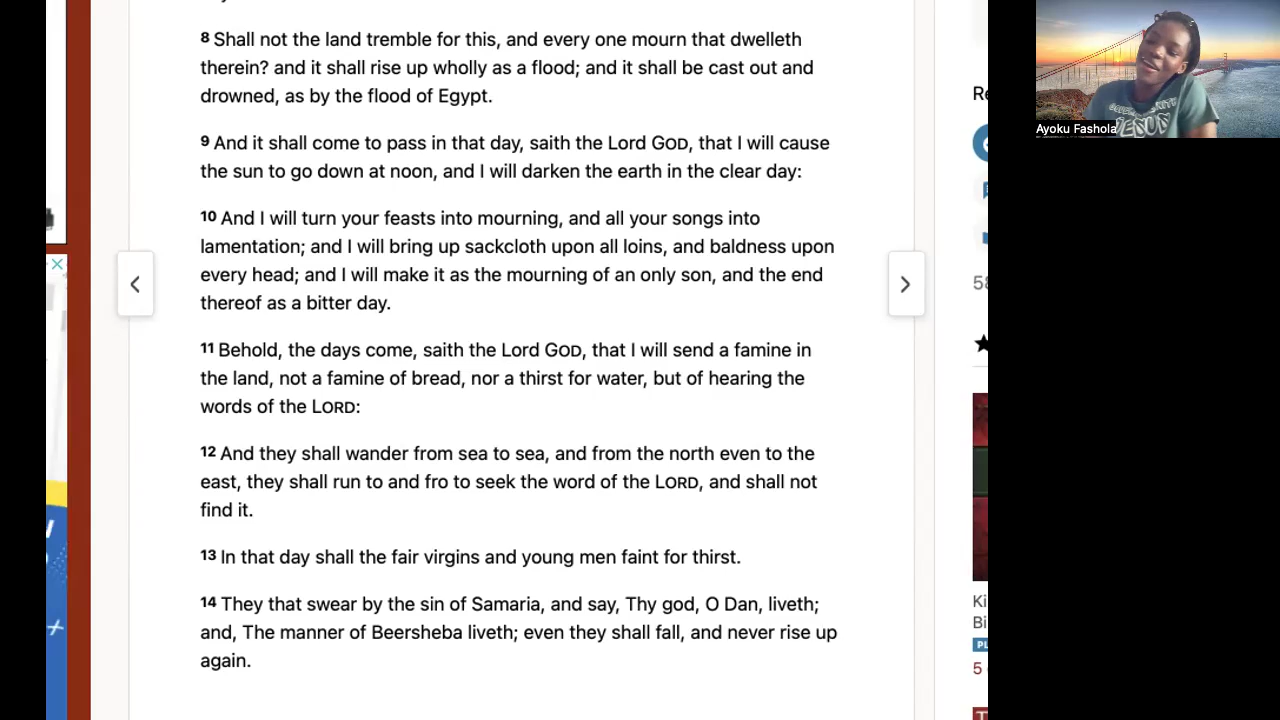 8 Shall not the land tremble for this, and every one mourn that dwelleth
therein? and it shall rise up wholly as a flood; and it shall be cast out and
drowned, as by the flood of Egypt.
9 And it shall come to pass in that day, saith the Lord GOD, that I will cause
the sun to go down at noon, and I will darken the earth in the clear day:
10 And I will turn your feasts into mourning, and all your songs into
lamentation; and I will bring up sackcloth upon all loins, and baldness upon
every head; and I will make it as the mourning of an only son, and the end
thereof as a bitter day.
11 Behold, the days come, saith the Lord GOD, that I will send a famine in
the land, not a famine of bread, nor a thirst for water, but of hearing the
words of the LORD:
12 And they shall wander from sea to sea, and from the north even to the
east, they shall run to and fro to seek the word of the LORD, and shall not
find it.
13 In that day shall the fair virgins and young men faint for thirst.
14 They that swear by the sin of Samaria, and say, Thy god, O Dan, liveth;
and, The manner of Beersheba liveth; even they shall fall, and never rise up
again.
Ayoku Fashola
JESUS
Re
58
Ki
Bi
PL
5